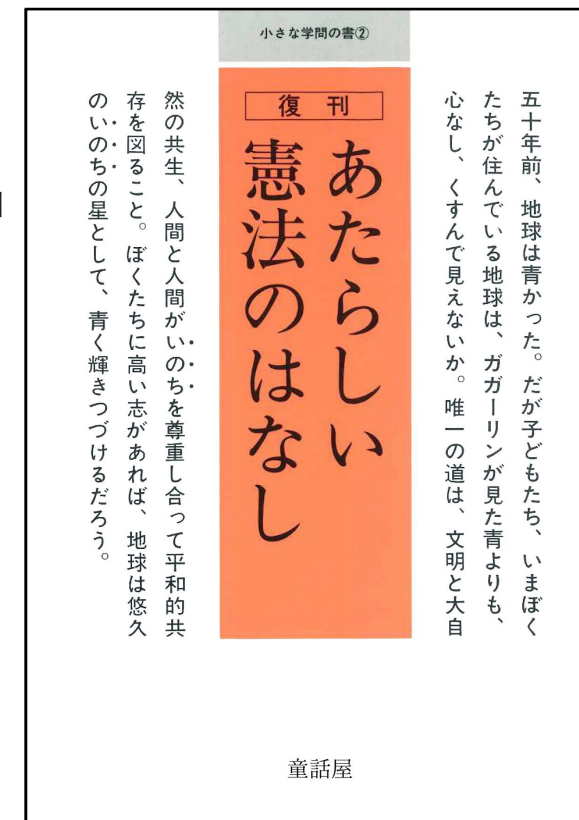 小さな学問の書②
復刊
あたらしい
憲法のはなし
五十年前、地球は青かった。だが子どもたち、いまぼく
たちが住んでいる地球は、ガガーリンが見た青よりも、
心なし、くすんで見えないか。唯一の道は、文明と大自
然の共生、人間と人間がいのちを尊重し合って平和的共
存を図ること。ぼくたちに高い志があれば、地球は悠久
のいのちの星として、青く輝きつづけるだろう。
童話屋